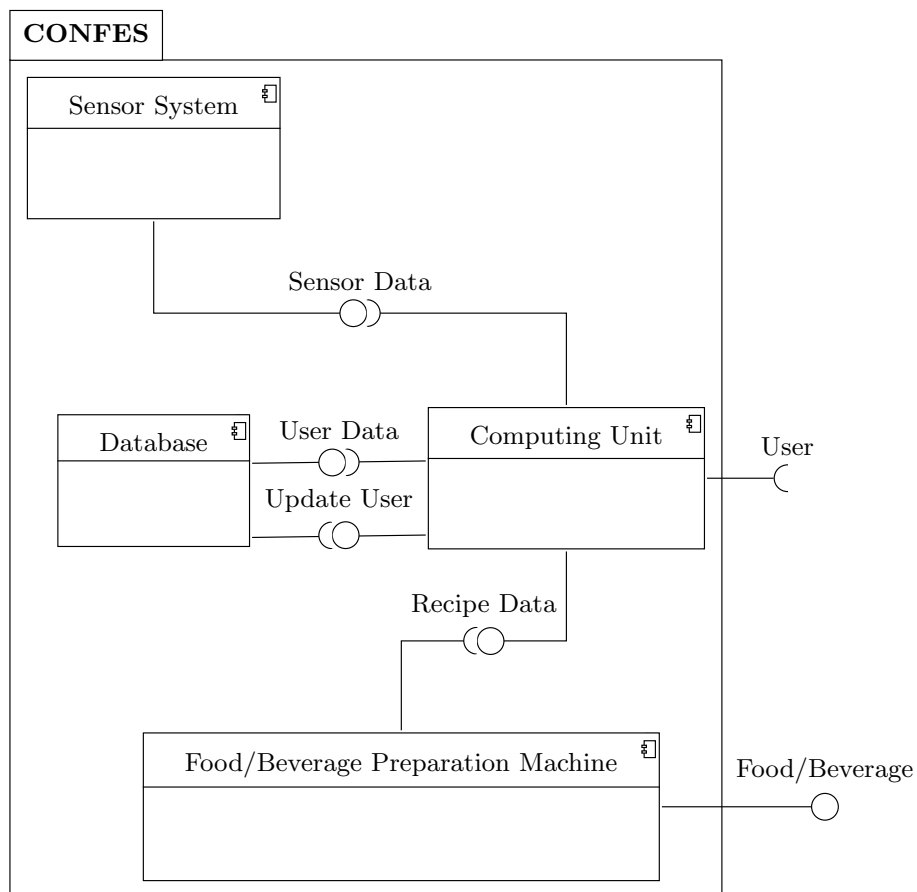 CONFES
Sensor System
Sensor Data
Database
User Data
Computing Unit
User
Update User
Recipe Data
Food/Beverage Preparation Machine
Food/Beverage